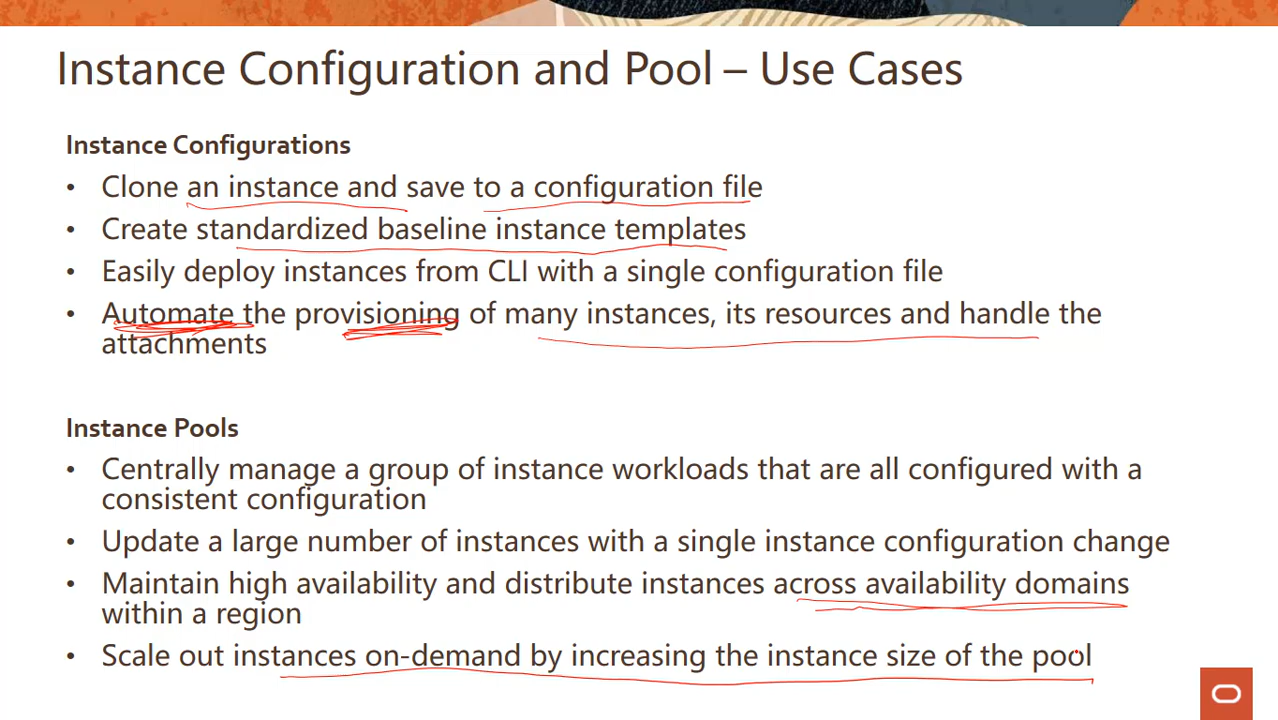 Instance Configuration and Pool – Use Cases
Instance Configurations
• Clone an instance and save to a configuration file
• Create standardized baseline instance templates
• Easily deploy instances from CLI with a single configuration file
• Automate the provisioning of many instances, its resources and handle the
attachments
Instance Pools
• Centrally manage a group of instance workloads that are all configured with a
consistent configuration
• Update a large number of instances with a single instance configuration change
• Maintain high availability and distribute instances across availability domains
within a region
• Scale out instances on-demand by increasing the instance size of the pool